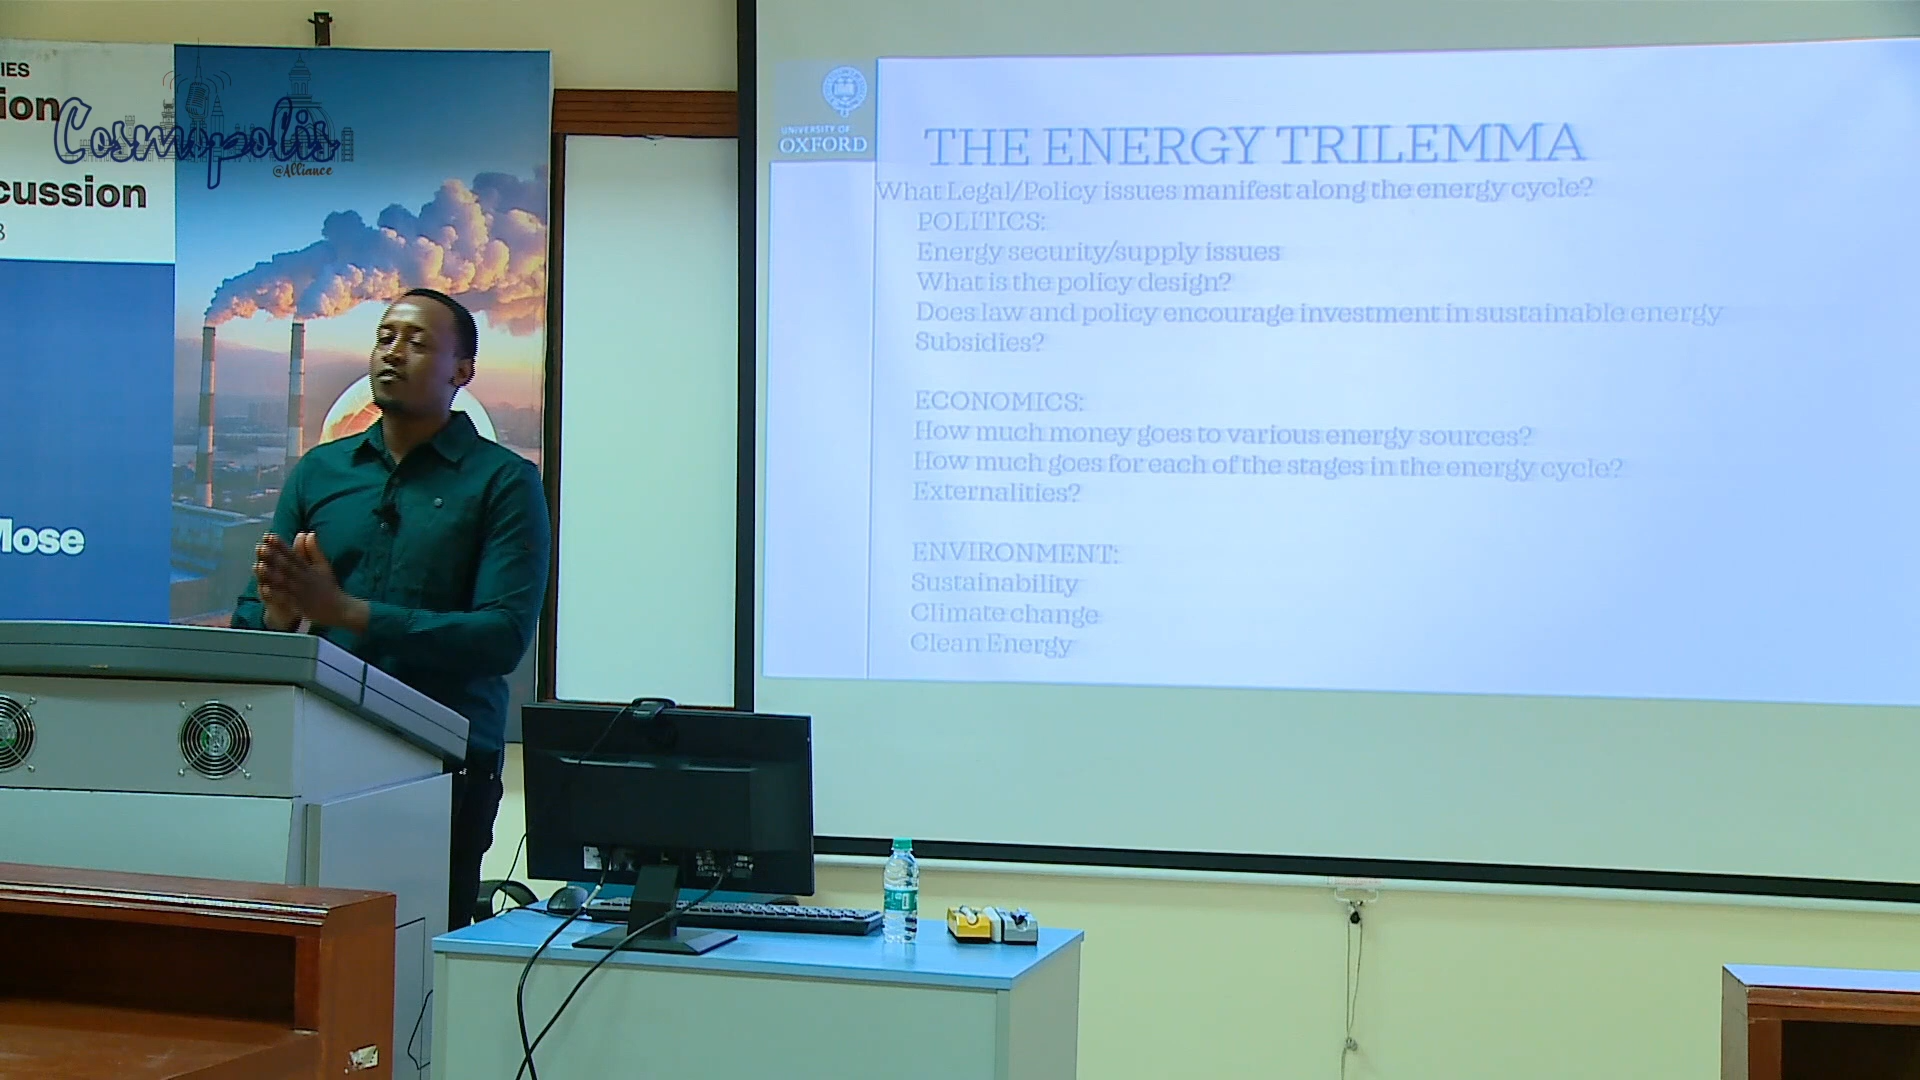 IES
ion
Cosmopolis
@Alliance
cussion
Mose
UNIVERSITY OF
OXFORD
THE ENERGY TRILEMMA
What Legal/Policy issues manifest along the energy cycle?
POLITICS:
Energy security/supply issues
What is the policy design?
Does law and policy encourage investment in sustainable energy
Subsidies?
ECONOMICS:
How much money goes to various energy sources?
How much goes for each of the stages in the energy cycle?
Externalities?
ENVIRONMENT:
Sustainability
Climate change
Clean Energy